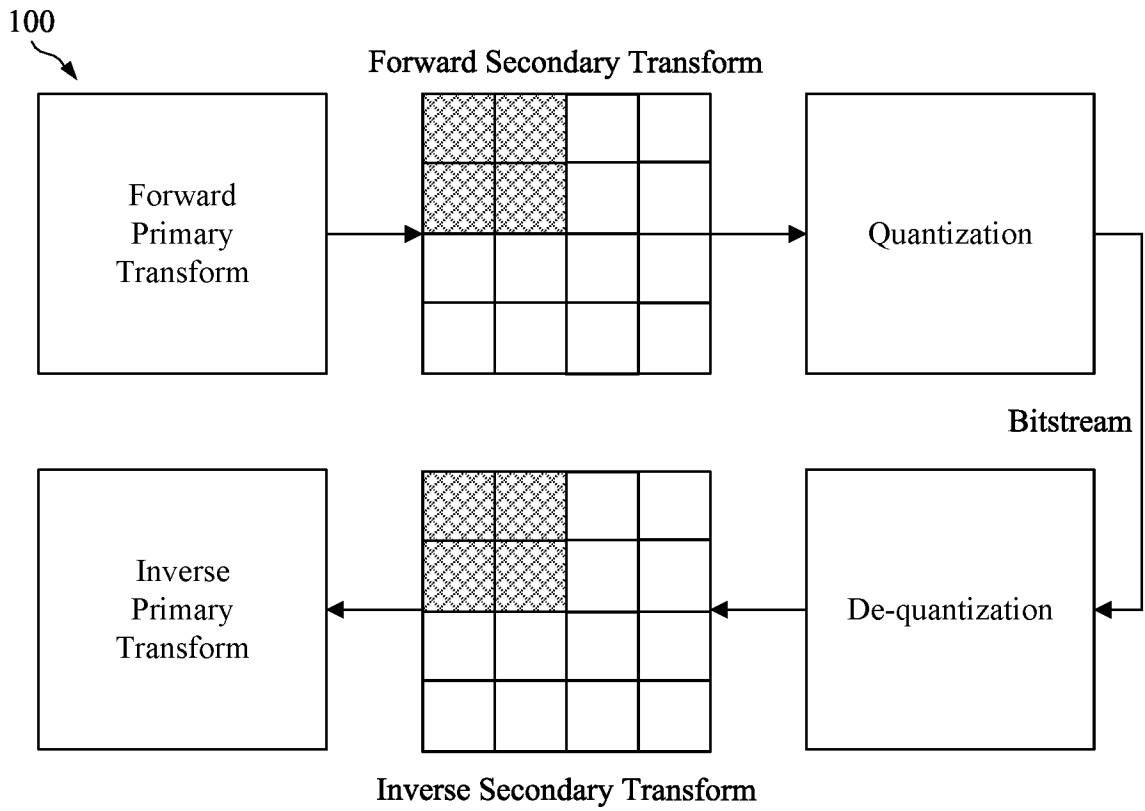 100
Forward Secondary Transform
Forward
Primary
Transform
Quantization
Bitstream
Inverse
Primary
Transform
De-quantization
Inverse Secondary Transform